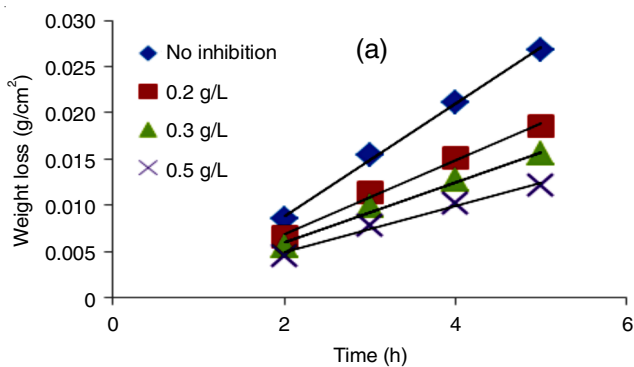 0.030
0.025
0.020
0.015
0.010
0.005
0
Weight loss (g/cm²)
No inhibition
0.2 g/L
0.3 g/L
0.5 g/L
(a)
0 2 4 6
Time (h)